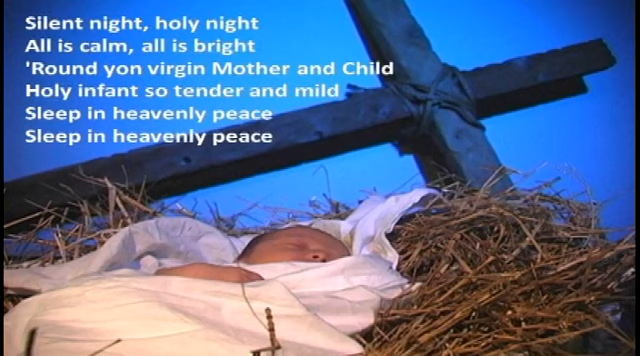 Silent night, holy night
All is calm, all is bright
'Round yon virgin Mother and Child
Holy infant so tender and mild
Sleep in heavenly peace
Sleep in heavenly peace